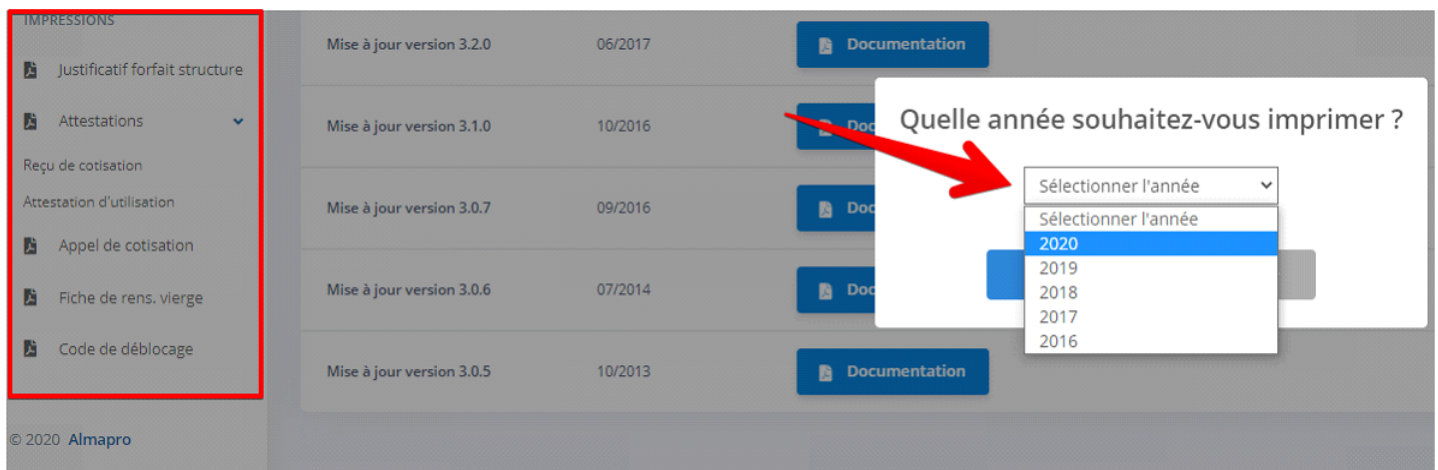 IMPRESSIONS
Justificatif forfait structure
Attestations
Reçu de cotisation
Attestation d'utilisation
Appel de cotisation
Fiche de rens. vierge
Code de déblocage
© 2020 Almapro
Mise à jour version 3.2.0 06/2017 Documentation
Mise à jour version 3.1.0 10/2016 Doc
Mise à jour version 3.0.7 09/2016 Doc
Mise à jour version 3.0.6 07/2014 Doc
Mise à jour version 3.0.5 10/2013 Documentation
Quelle année souhaitez-vous imprimer ?
Sélectionner l'année
Sélectionner l'année
2020
2019
2018
2017
2016